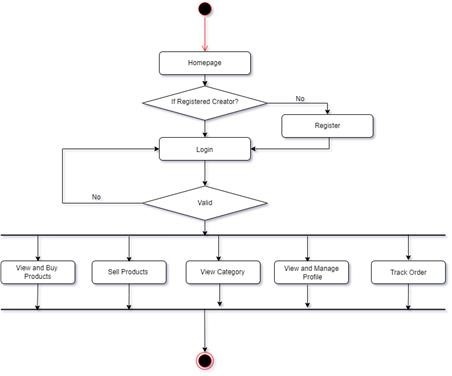 Homepage
If Registered Creator?
No
Register
Login
No
Valid
View and Buy
Products
Sell Products
View Category
View and Manage
Profile
Track Order